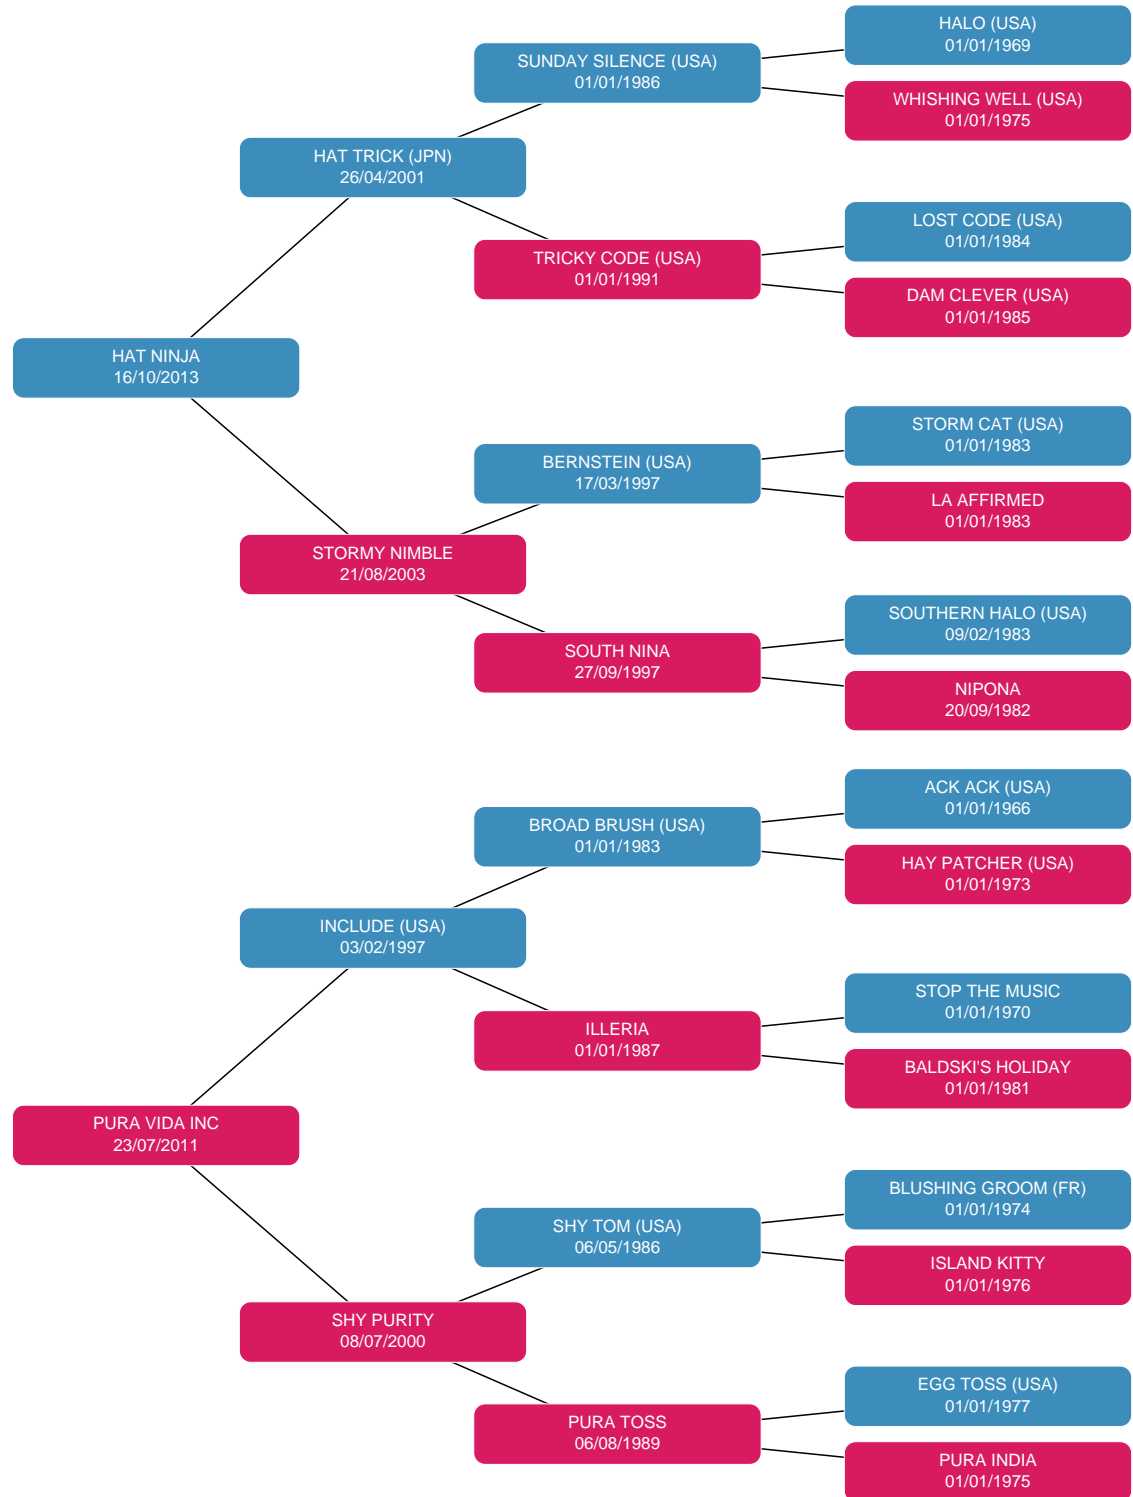 HALO (USA)
01/01/1969
SUNDAY SILENCE (USA)
01/01/1986
WHISHING WELL (USA)
01/01/1975
HAT TRICK (JPN)
26/04/2001
LOST CODE (USA)
01/01/1984
TRICKY CODE (USA)
01/01/1991
DAM CLEVER (USA)
01/01/1985
HAT NINJA
16/10/2013
STORM CAT (USA)
01/01/1983
BERNSTEIN (USA)
17/03/1997
LA AFFIRMED
01/01/1983
STORMY NIMBLE
21/08/2003
SOUTHERN HALO (USA)
09/02/1983
SOUTH NINA
27/09/1997
NIPONA
20/09/1982
ACK ACK (USA)
01/01/1966
BROAD BRUSH (USA)
01/01/1983
HAY PATCHER (USA)
01/01/1973
INCLUDE (USA)
03/02/1997
STOP THE MUSIC
01/01/1970
ILLERIA
01/01/1987
BALDSKI'S HOLIDAY
01/01/1981
PURA VIDA INC
23/07/2011
BLUSHING GROOM (FR)
01/01/1974
SHY TOM (USA)
06/05/1986
ISLAND KITTY
01/01/1976
SHY PURITY
08/07/2000
EGG TOSS (USA)
01/01/1977
PURA TOSS
06/08/1989
PURA INDIA
01/01/1975